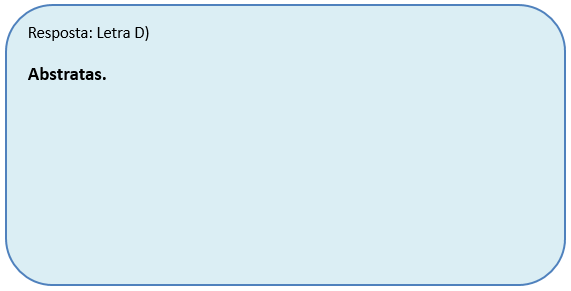 Resposta: Letra D)
Abstratas.